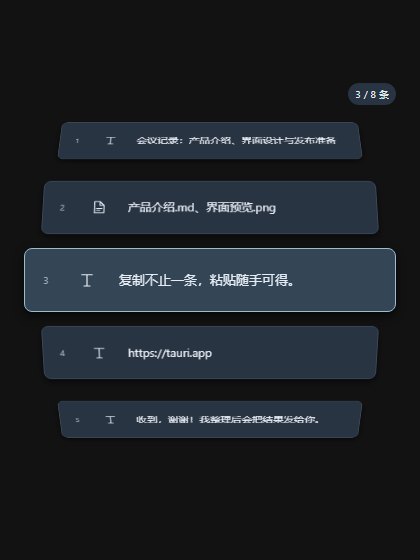 3 / 8 条
1 会议记录：产品介绍、界面设计与发布准备
2 产品介绍.md、界面预览.png
3 复制不止一条，粘贴随手可得。
4 https://tauri.app
5 收到，谢谢！我整理后会把结果发给你。